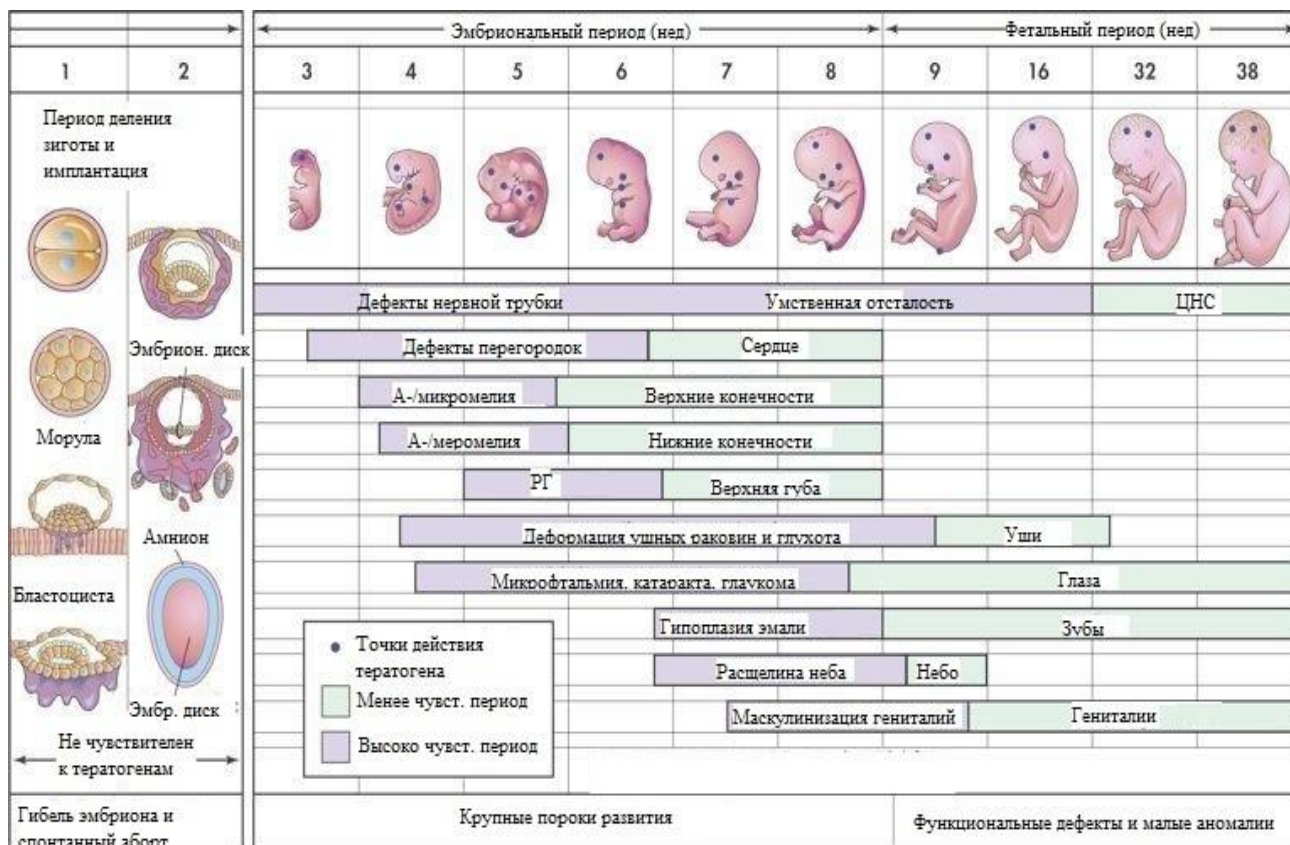 Эмбриональный период (нед)
Фетальный период (нед)
1
2
3
4
5
6
7
8
9
16
32
38
Период деления
зиготы и
имплантация
Эмбрион. диск
Морула
Амнион
Бластоциста
Эмбр. диск
Не чувствителен
к тератогенам
Гибель эмбриона и
спонтанный аборт
Дефекты нервной трубки
Умственная отсталость
ЦНС
Дефекты перегородок
Сердце
А-/микромелия
Верхние конечности
А-/меромелия
Нижние конечности
РГ
Верхняя губа
Деформация ушных раковин и глухота
Уши
Микрофтальмия, катаракта, глаукома
Глаза
Гипоплазия эмали
Зубы
Расщелина неба
Небо
Маскулинизация гениталий
Гениталии
Точки действия
тератогена
Менее чувст. период
Высоко чувст. период
Крупные пороки развития
Функциональные дефекты и малые аномалии